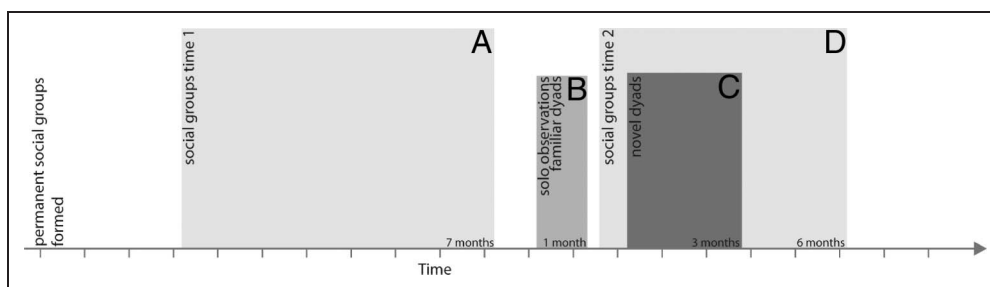 permanent social groups
formed
social groups time 1
A
7 months
solo observations
familiar dyads
B
1 month
social groups time 2
D
novel dyads
C
3 months
6 months
Time